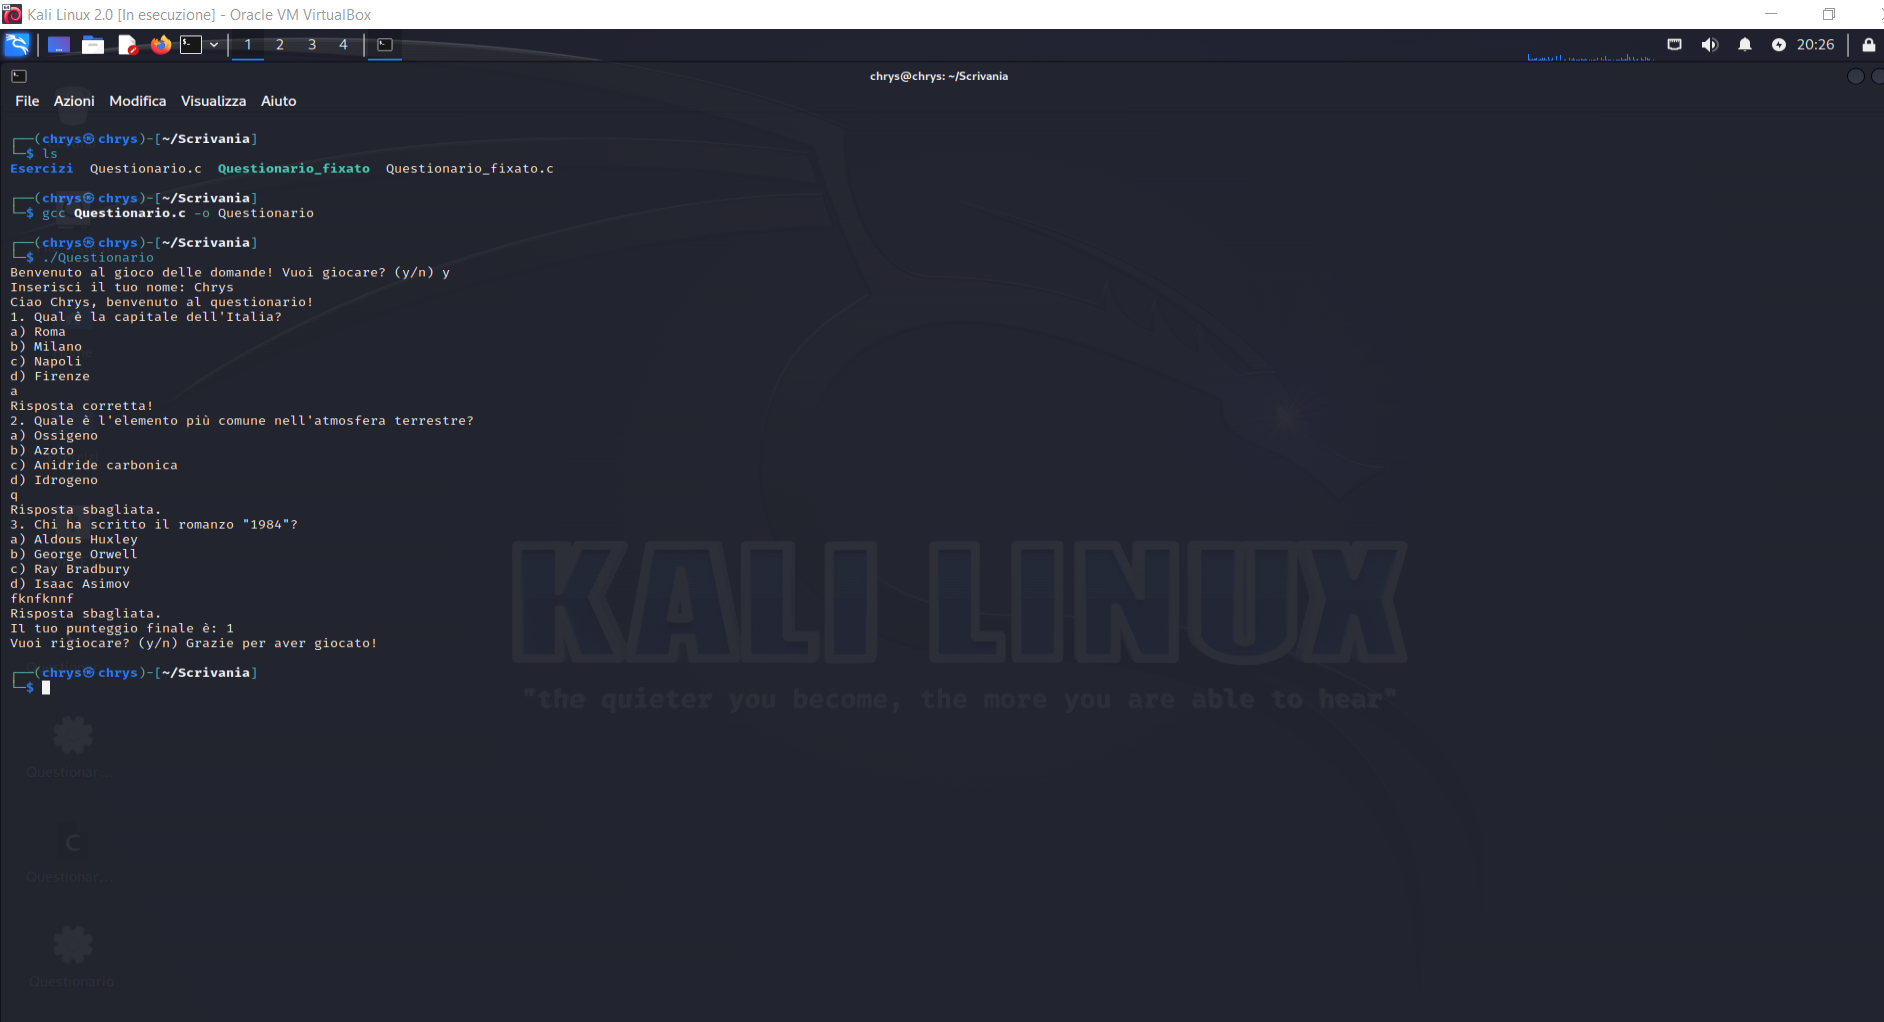 Kali Linux 2.0 [In esecuzione] - Oracle VM VirtualBox
1 2 3 4
20:26
chrys@chrys: ~/Scrivania
File Azioni Modifica Visualizza Aiuto
┌──(chrys㉿chrys)-[~/Scrivania]
└─$ ls
Esercizi Questionario.c Questionario_fixato Questionario_fixato.c
┌──(chrys㉿chrys)-[~/Scrivania]
└─$ gcc Questionario.c -o Questionario
┌──(chrys㉿chrys)-[~/Scrivania]
└─$ ./Questionario
Benvenuto al gioco delle domande! Vuoi giocare? (y/n) y
Inserisci il tuo nome: Chrys
Ciao Chrys, benvenuto al questionario!
1. Qual è la capitale dell'Italia?
a) Roma
b) Milano
c) Napoli
d) Firenze
a
Risposta corretta!
2. Quale è l'elemento più comune nell'atmosfera terrestre?
a) Ossigeno
b) Azoto
c) Anidride carbonica
d) Idrogeno
q
Risposta sbagliata.
3. Chi ha scritto il romanzo "1984"?
a) Aldous Huxley
b) George Orwell
c) Ray Bradbury
d) Isaac Asimov
fknfknnf
Risposta sbagliata.
Il tuo punteggio finale è: 1
Vuoi rigiocare? (y/n) Grazie per aver giocato!
┌──(chrys㉿chrys)-[~/Scrivania]
└─$
KALI LINUX
"the quieter you become, the more you are able to hear"
Questionar...
C
Questionar...
Questionario